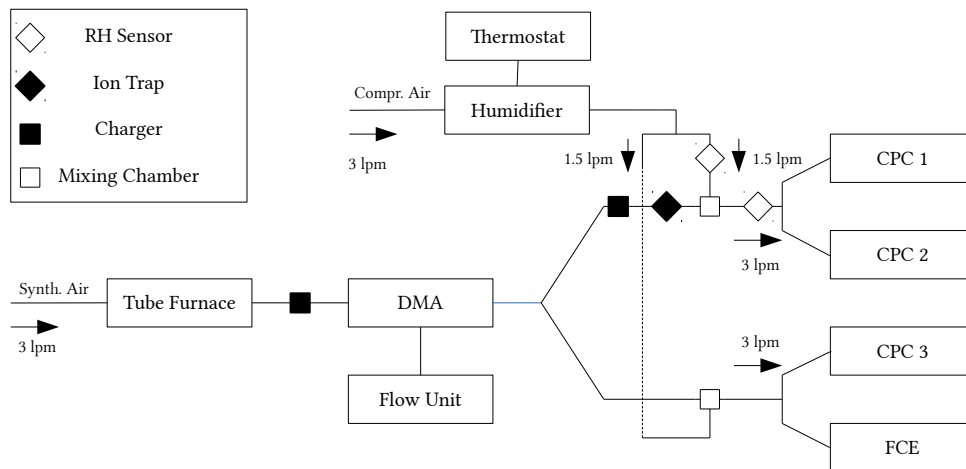 RH Sensor
Ion Trap
Charger
Mixing Chamber
Thermostat
Compr. Air
Humidifier
3 lpm
1.5 lpm
1.5 lpm
CPC 1
CPC 2
3 lpm
Synth. Air
Tube Furnace
DMA
3 lpm
Flow Unit
3 lpm
CPC 3
FCE